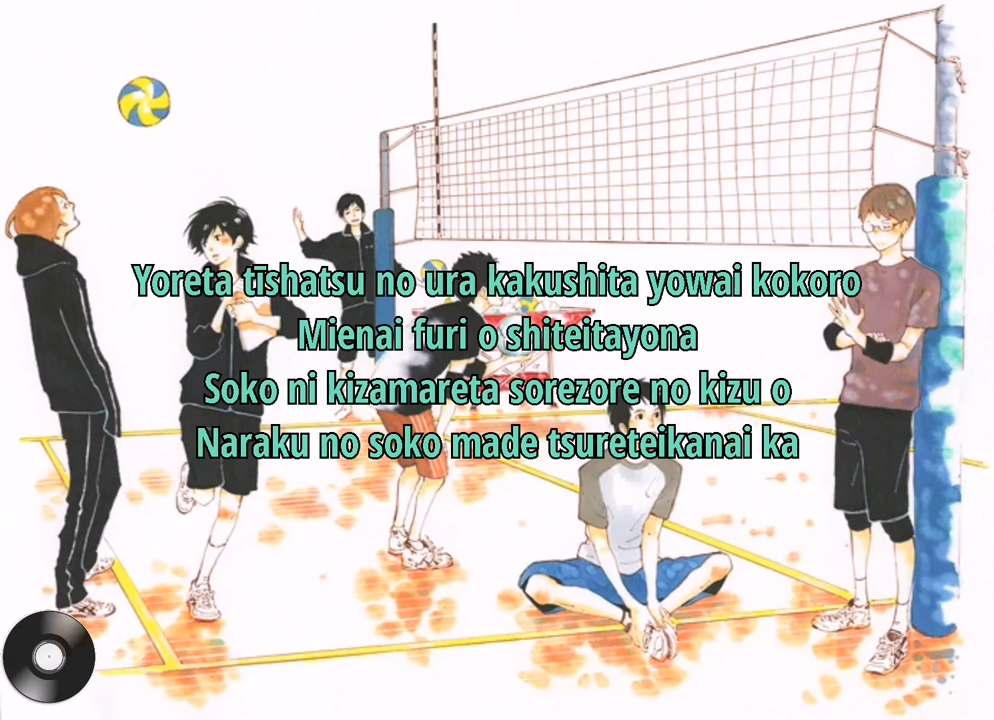 Yoreta tīshatsu no ura kakushita yowai kokoro
Mienai furi o shiteitayona
Soko ni kizamareta sorezore no kizu o
Naraku no soko made tsureteikanai ka